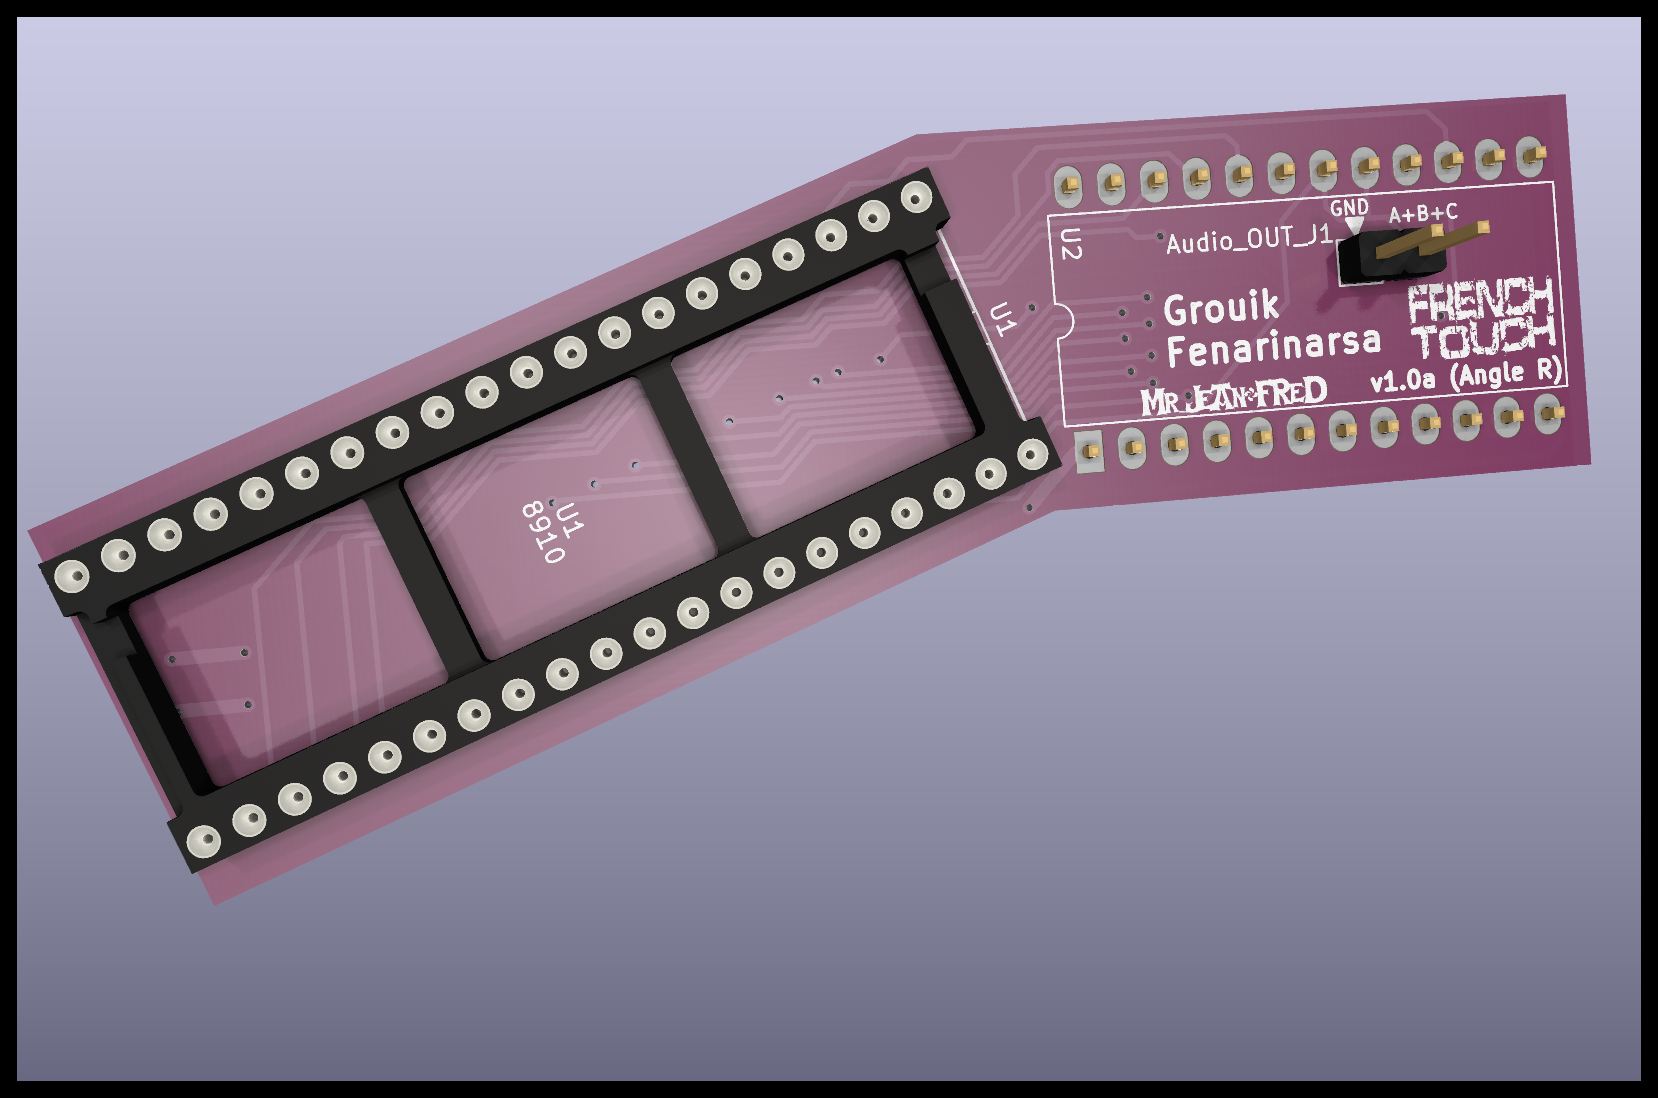 GND
A+B+C
U2
Audio_OUT_J1
U1
Grouik
Fenarinarsa
FRENCH
TOUCH
v1.0a (Angle R)
MR JEAN-FRED
U1
8910